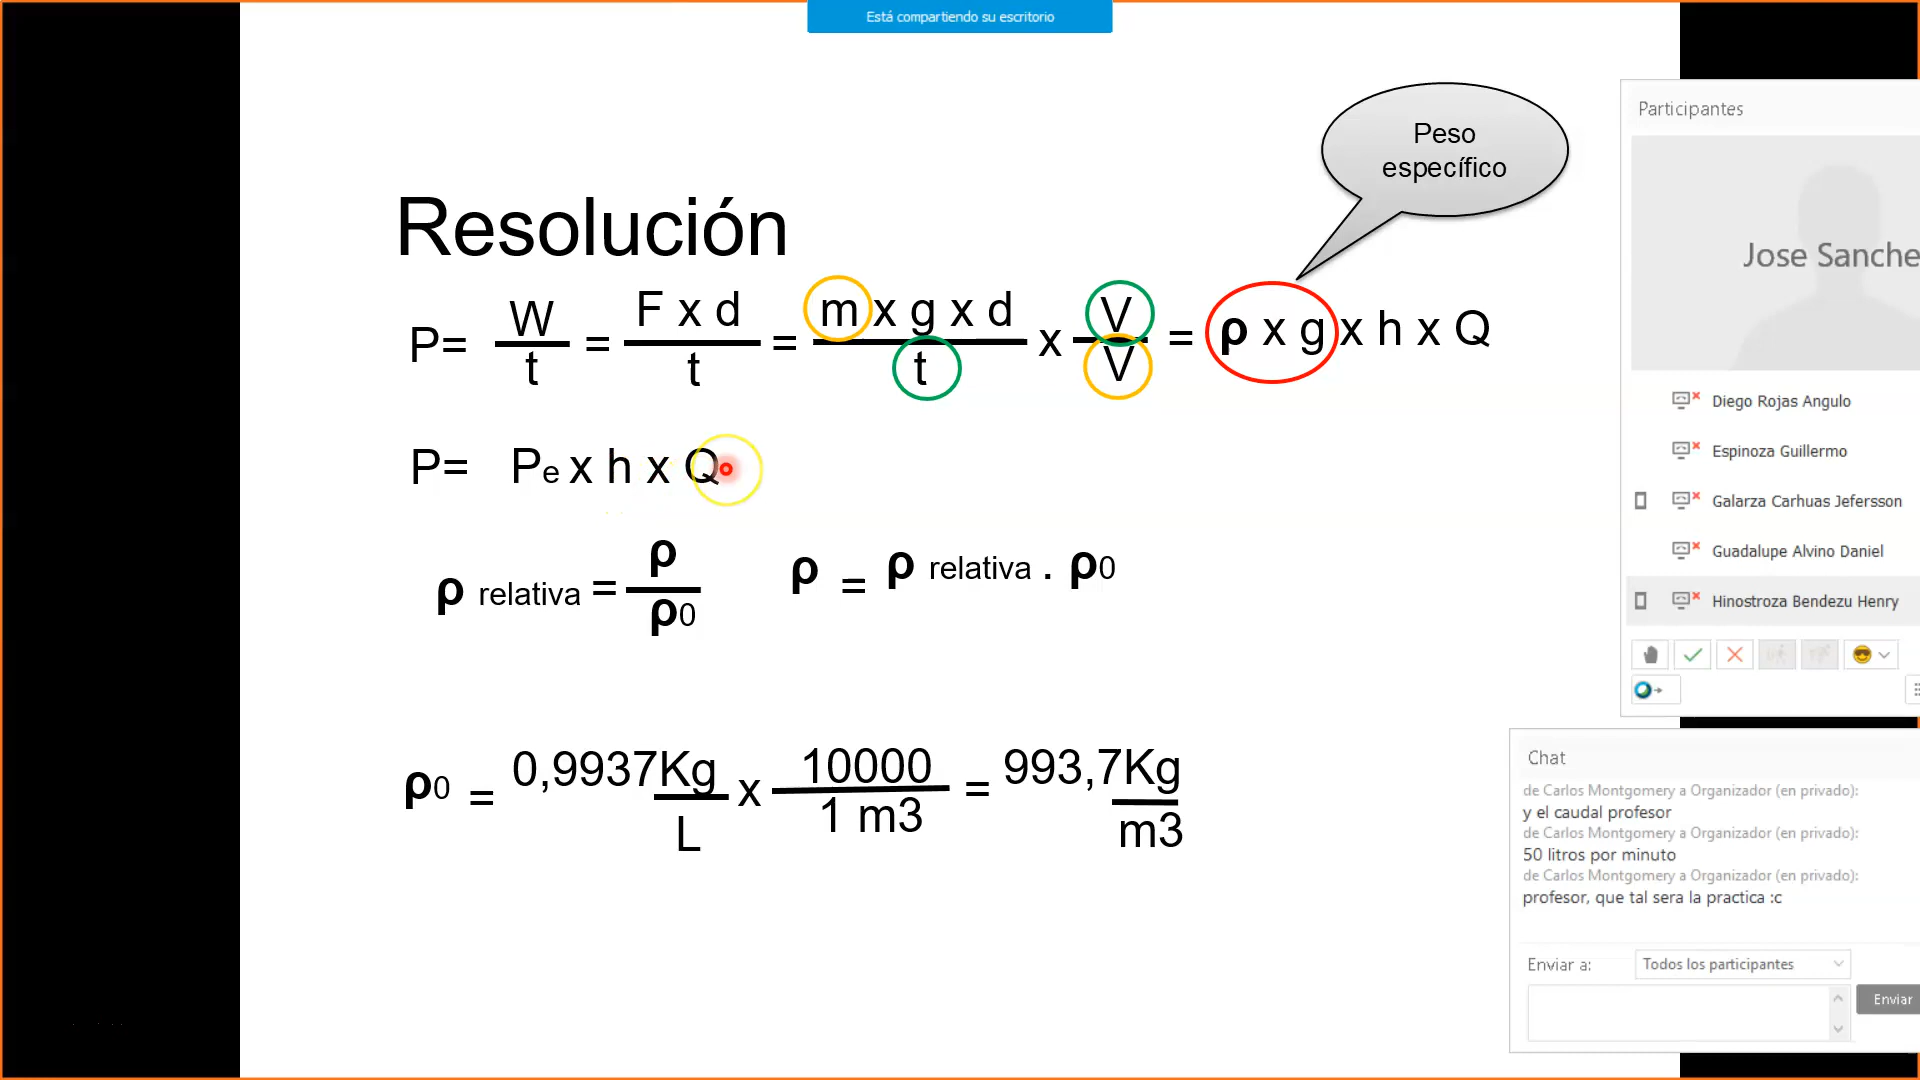 Está compartiendo su escritorio
Peso
específico
Resolución
P= W/t = F x d/t = m x g x d/t x V/V = ρ x g x h x Q
P= Pe x h x Q
ρ relativa = ρ/ρ0
ρ = ρ relativa . ρ0
ρ0 = 0,9937Kg/L x 10000/1 m3 = 993,7Kg/m3
Participantes
Jose Sanche
Diego Rojas Angulo
Espinoza Guillermo
Galarza Carhuas Jefersson
Guadalupe Alvino Daniel
Hinostroza Bendezu Henry
Chat
de Carlos Montgomery a Organizador (en privado):
y el caudal profesor
de Carlos Montgomery a Organizador (en privado):
50 litros por minuto
de Carlos Montgomery a Organizador (en privado):
profesor, que tal sera la practica :c
Enviar a: Todos los participantes
Enviar